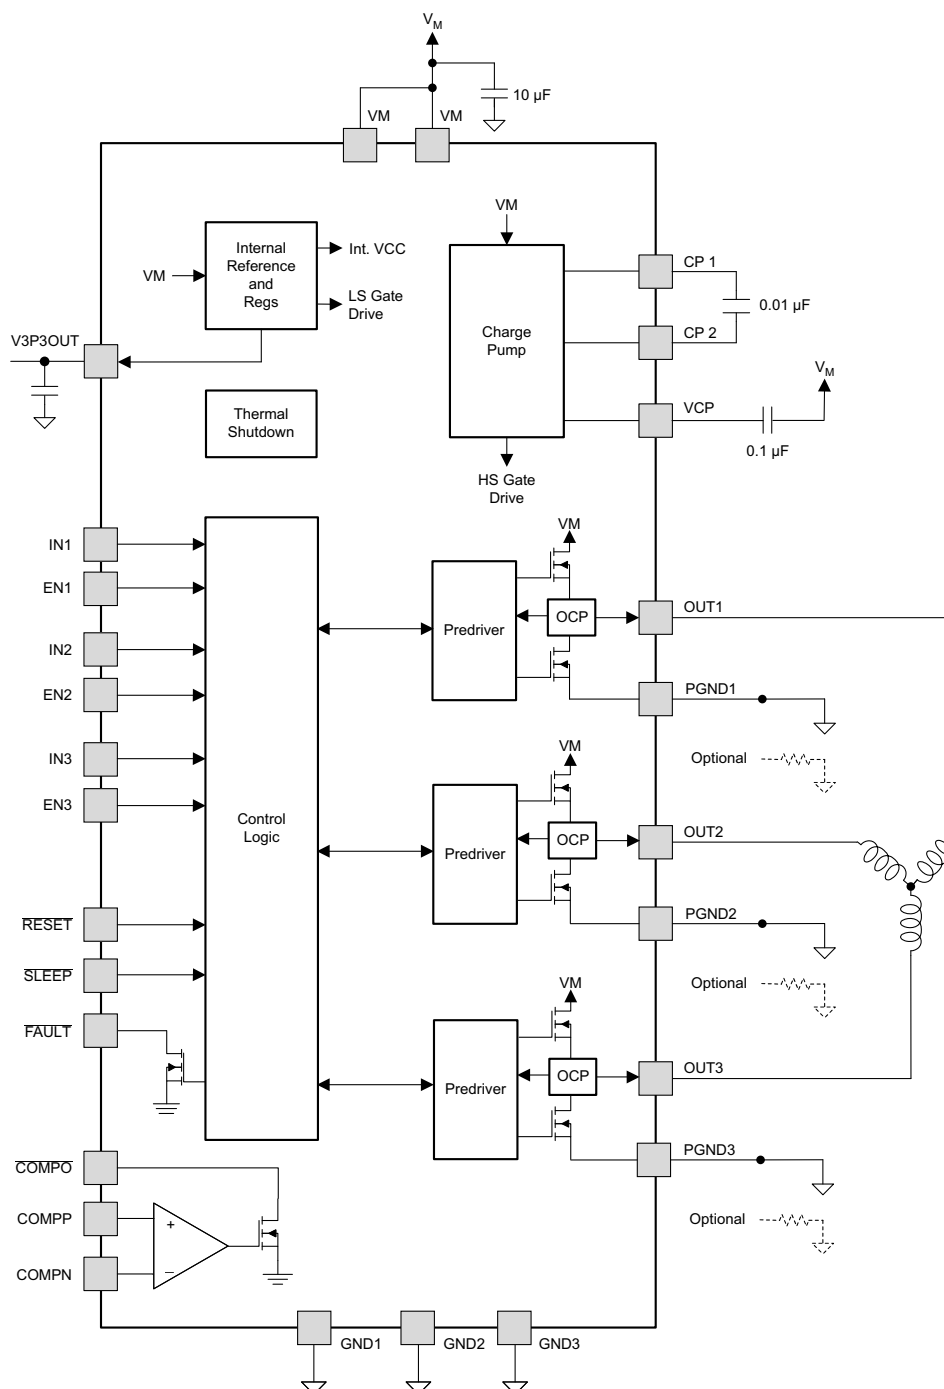 VM
10 µF
VM
VM
VM
Internal
Reference
and
Regs
Int. VCC
LS Gate
Drive
VM
Charge
Pump
HS Gate
Drive
CP 1
0.01 µF
CP 2
VM
VCP
0.1 µF
V3P3OUT
Thermal
Shutdown
IN1
EN1
IN2
EN2
IN3
EN3
RESET
SLEEP
FAULT
Control
Logic
Predriver
VM
OCP
OUT1
PGND1
Optional
Predriver
VM
OCP
OUT2
PGND2
Optional
Predriver
VM
OCP
OUT3
PGND3
Optional
COMPO
COMPP
+
COMPN
–
GND1
GND2
GND3